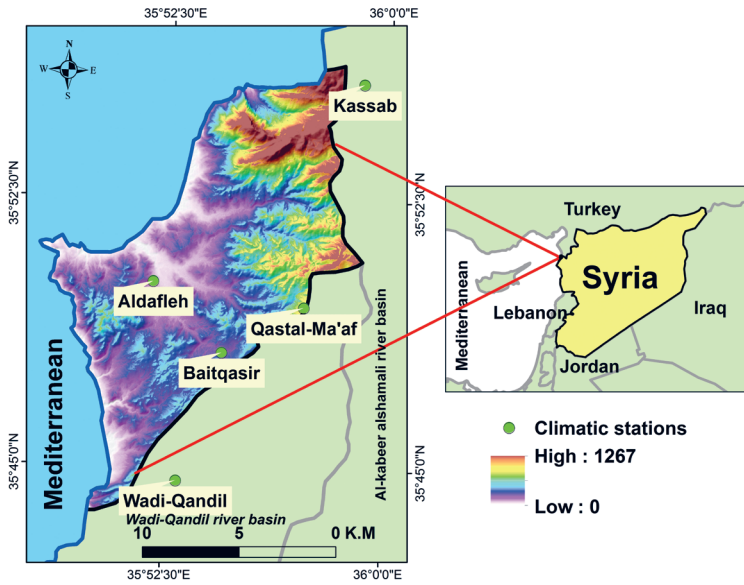 35°52'30"E
36°0'0"E
N
W
E
S
Kassab
35°52'30"N
35°52'30"N
Turkey
Syria
Mediterranean
Lebanon
Iraq
Jordan
Aldafleh
Qastal-Ma'af
Baitqasir
Mediterranean
Al-kabeer alshamali river basin
35°45'0"N
35°45'0"N
Wadi-Qandil
Wadi-Qandil river basin
10
5
0 K.M
35°52'30"E
36°0'0"E
Climatic stations
High : 1267
Low : 0